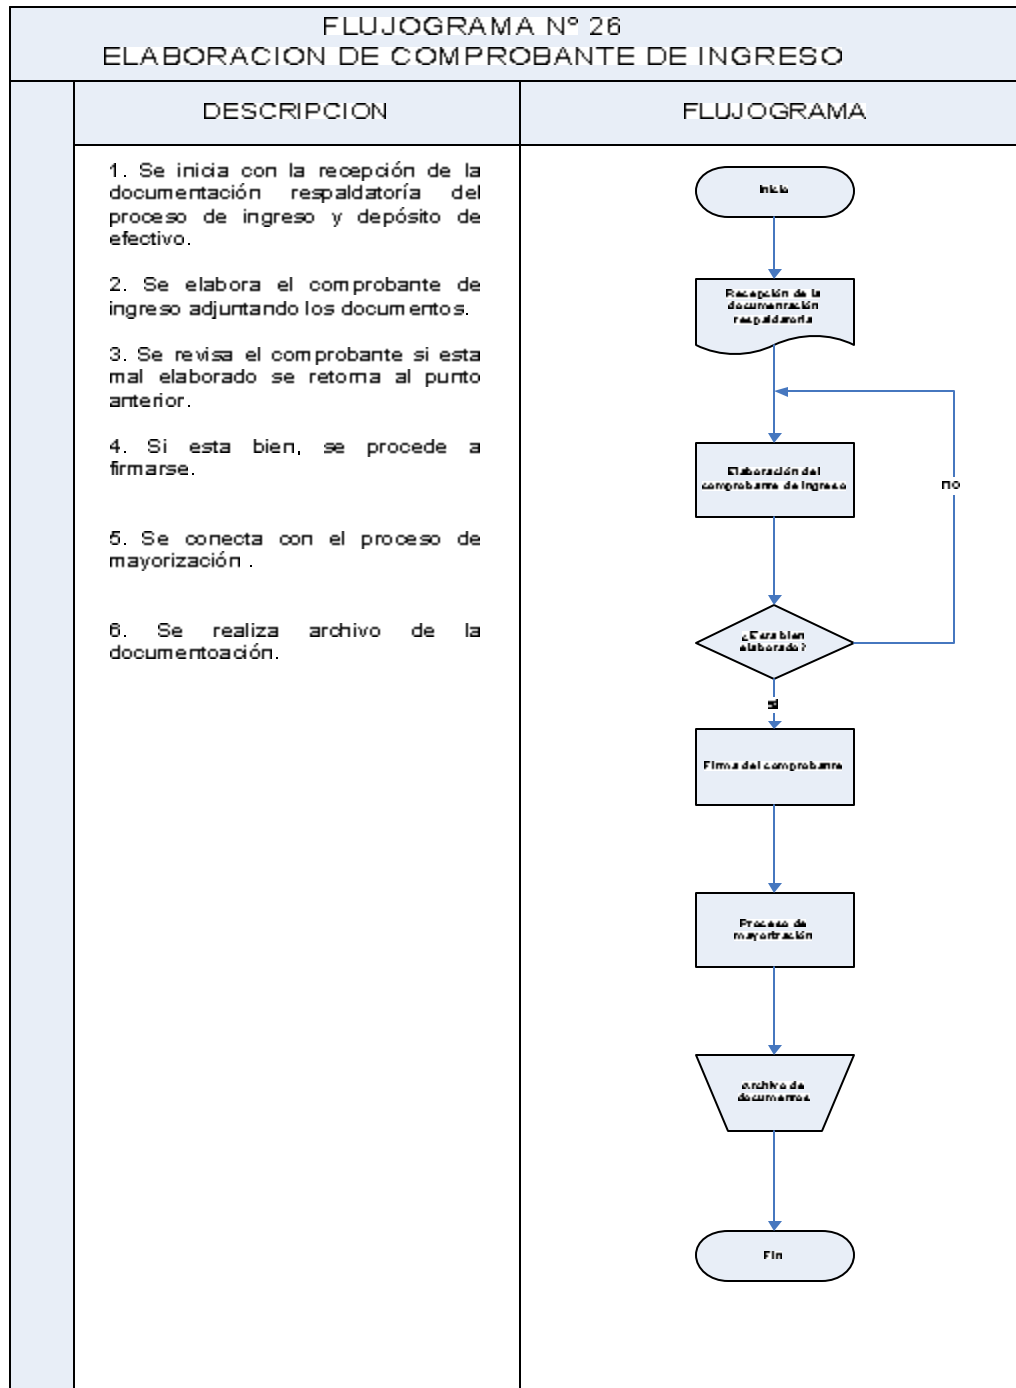 FLUJOGRAMA Nº 26
ELABORACION DE COMPROBANTE DE INGRESO
DESCRIPCION
FLUJOGRAMA
1. Se inicia con la recepción de la
documentación respaldatoría del
proceso de ingreso y depósito de
efectivo.
2. Se elabora el comprobante de
ingreso adjuntando los documentos.
3. Se revisa el comprobante si esta
mal elaborado se retorna al punto
anterior.
4. Si esta bien, se procede a
firmarse.
5. Se conecta con el proceso de
mayorización .
6. Se realiza archivo de la
documentoación.
Inicio
Recepción de la
documentación
respaldatoria
Elaboración del
comprobante de ingreso
no
¿Esta bien
elaborado?
si
Firma del comprobante
Proceso de
mayorización
Archivo de
documentos
Fin